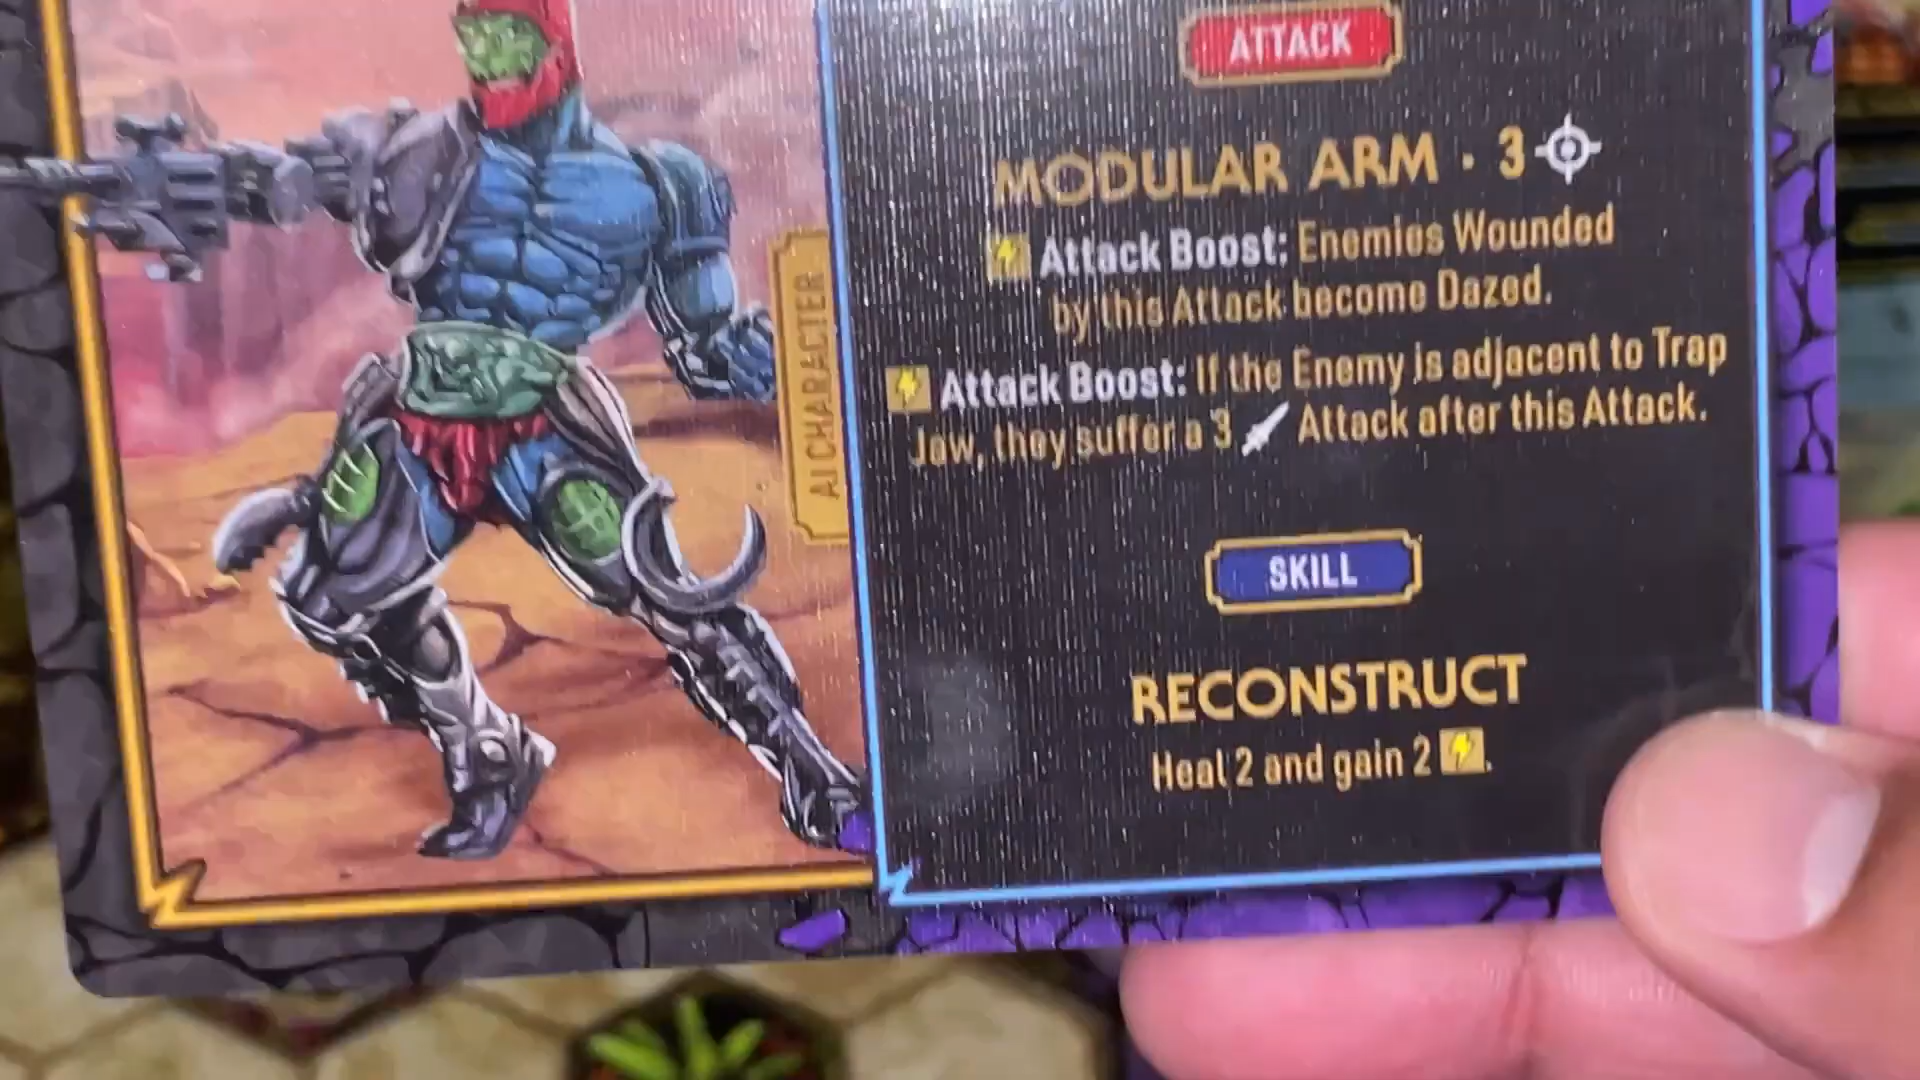 ATTACK
MODULAR ARM · 3
Attack Boost: Enemies Wounded
by this Attack become Dazed.
Attack Boost: If the Enemy is adjacent to Trap
Jaw, they suffer a 3 Attack after this Attack.
AI CHARACTER
SKILL
RECONSTRUCT
Heal 2 and gain 2 .